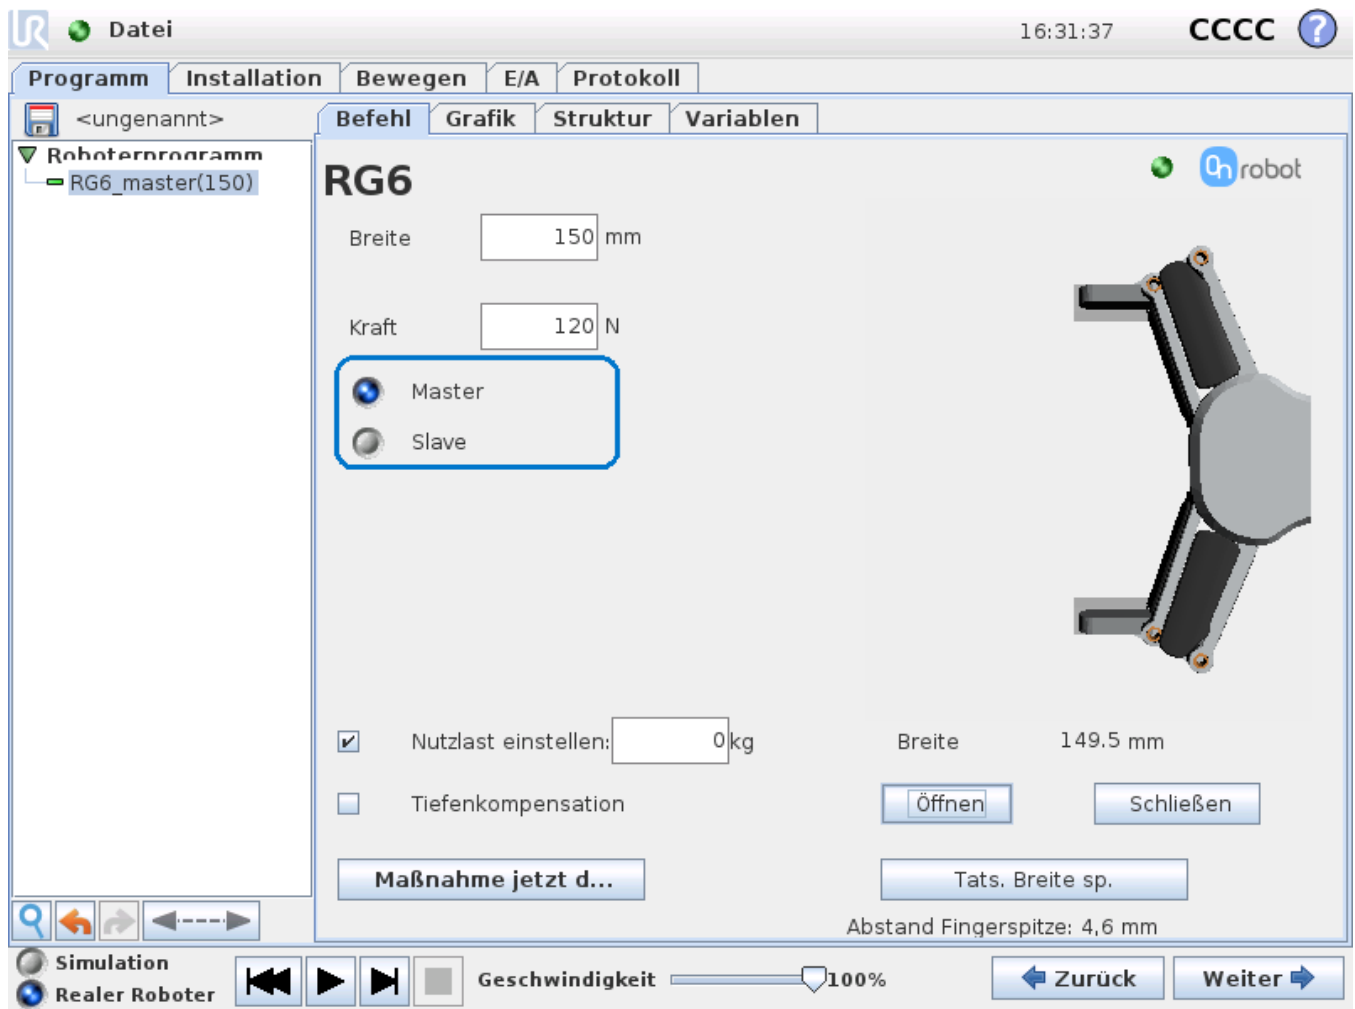 UR Datei 16:31:37 CCCC ?
Programm Installation Bewegen E/A Protokoll
<ungenannt> Befehl Grafik Struktur Variablen
Roboterprogramm
RG6_master(150)
RG6
On robot
Breite 150 mm
Kraft 120 N
Master
Slave
Nutzlast einstellen: 0 kg Breite 149.5 mm
Tiefenkompensation Öffnen Schließen
Maßnahme jetzt d... Tats. Breite sp.
Abstand Fingerspitze: 4,6 mm
Simulation
Realer Roboter Geschwindigkeit 100% Zurück Weiter